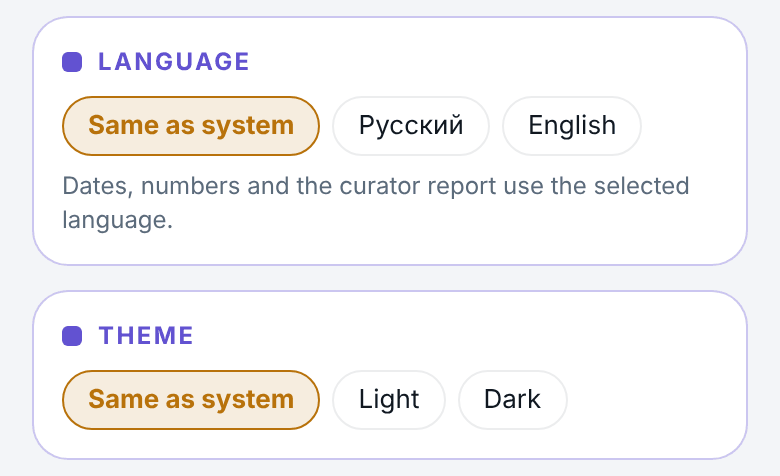 LANGUAGE
Same as system Русский English
Dates, numbers and the curator report use the selected
language.
THEME
Same as system Light Dark